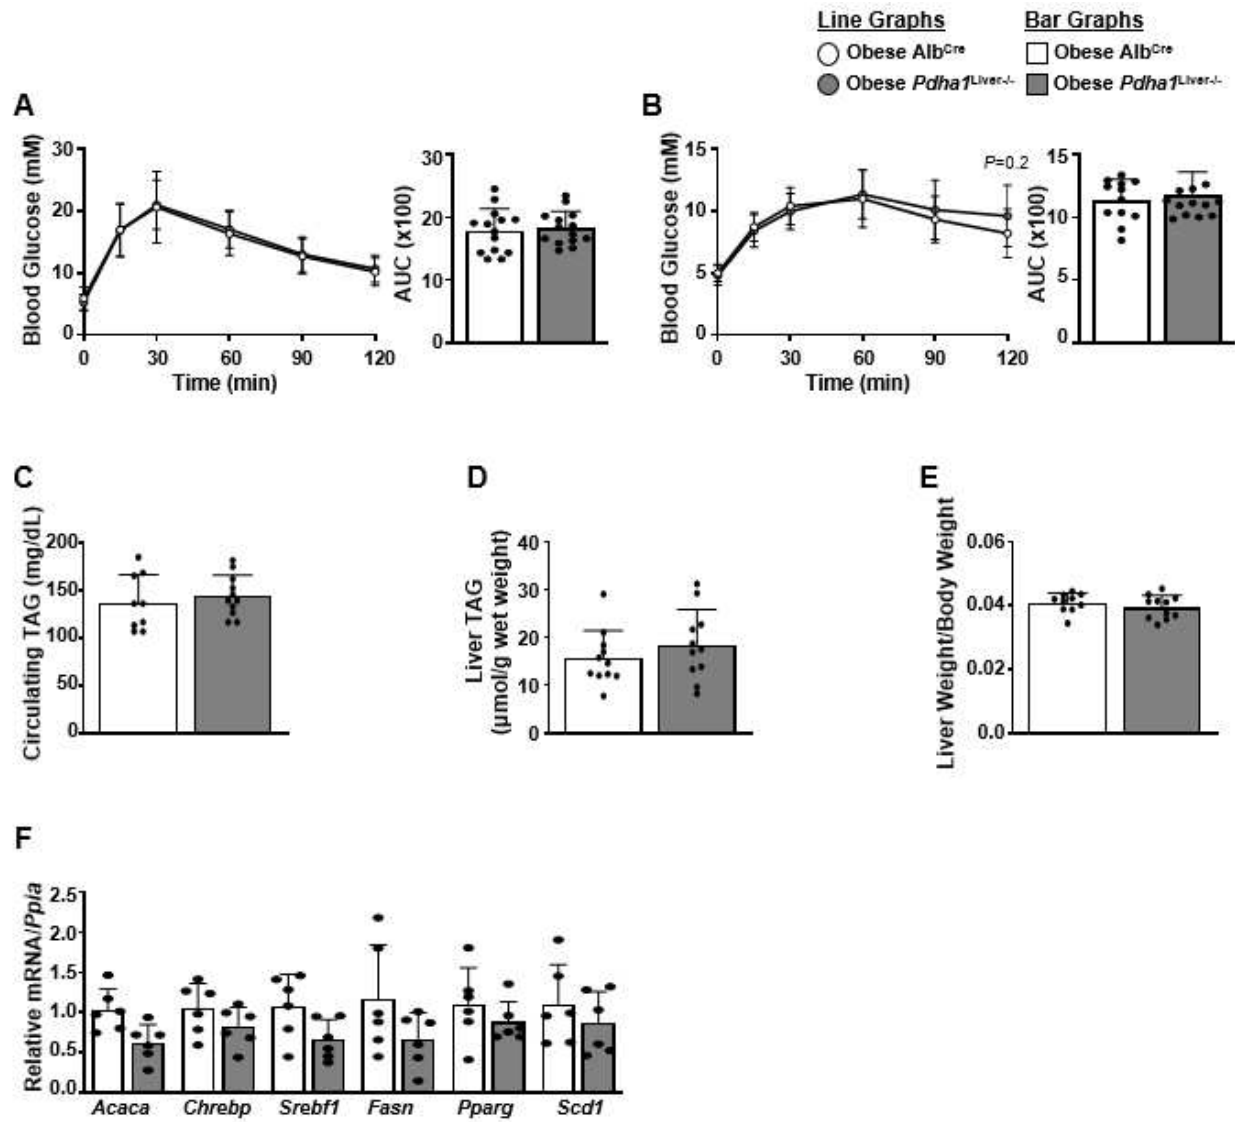 Line Graphs
Bar Graphs
Obese Alb^Cre
Obese Alb^Cre
Obese Pdha1^Liver-/-
Obese Pdha1^Liver-/-
A
Blood Glucose (mM)
30
20
10
0
0 30 60 90 120
Time (min)
AUC (x100)
30
20
10
0
B
Blood Glucose (mM)
15
10
5
0
P=0.2
0 30 60 90 120
Time (min)
AUC (x100)
15
10
5
0
C
Circulating TAG (mg/dL)
200
150
100
50
0
D
Liver TAG
(µmol/g wet weight)
40
30
20
10
0
E
Liver Weight/Body Weight
0.06
0.04
0.02
0.0
F
Relative mRNA/Ppia
2.5
2.0
1.5
1.0
0.5
0.0
Acaca Chrebp Srebf1 Fasn Pparg Scd1